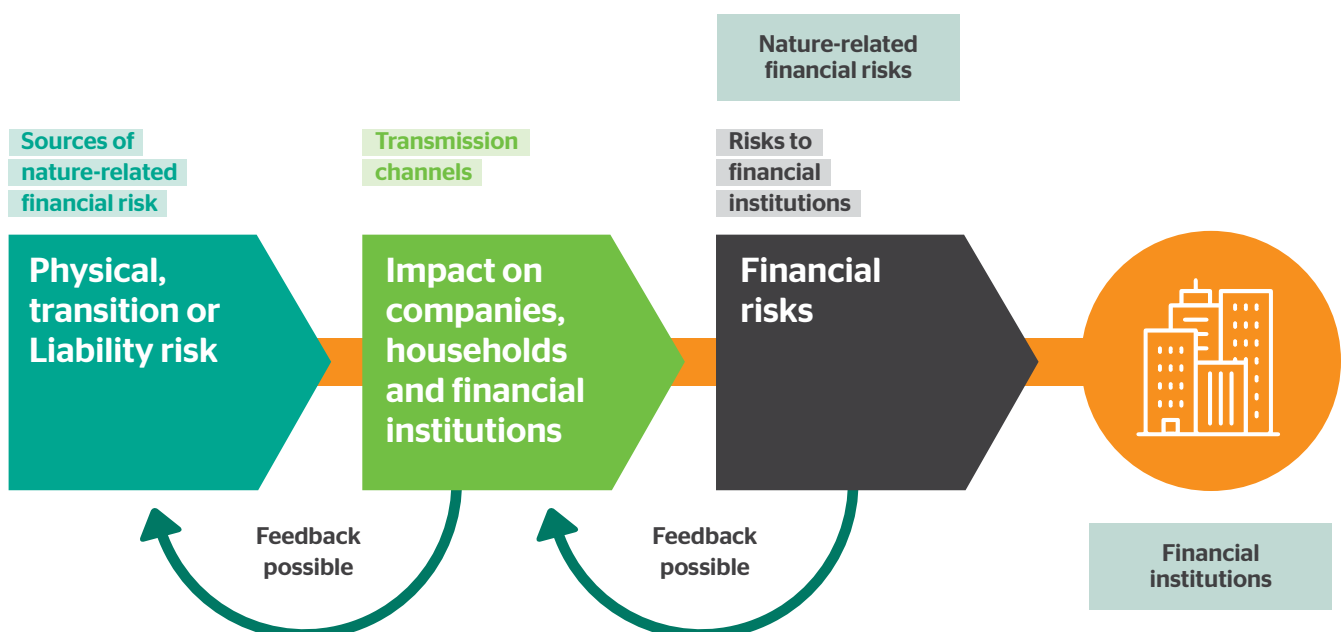 Nature-related
financial risks
Sources of
nature-related
financial risk
Transmission
channels
Risks to
financial
institutions
Physical,
transition or
Liability risk
Impact on
companies,
households
and financial
institutions
Financial
risks
Feedback
possible
Feedback
possible
Financial
institutions